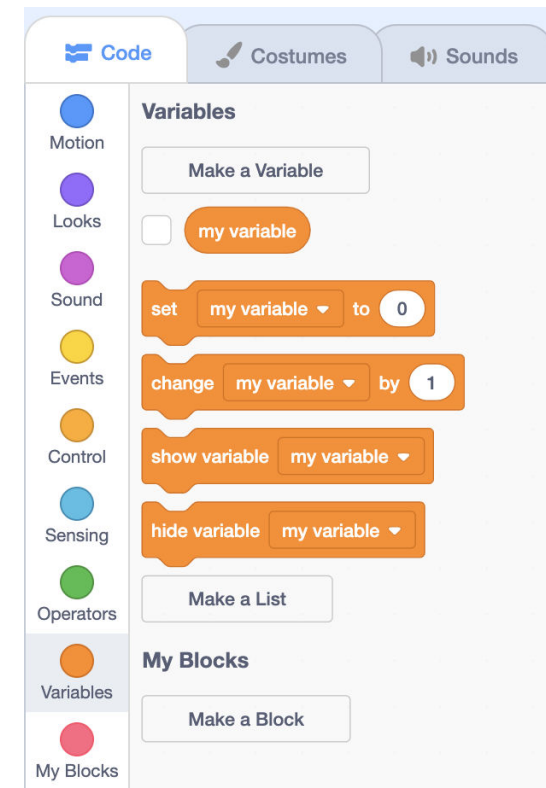 Code Costumes Sounds
Motion
Looks
Sound
Events
Control
Sensing
Operators
Variables
My Blocks
Variables
Make a Variable
my variable
set my variable to 0
change my variable by 1
show variable my variable
hide variable my variable
Make a List
My Blocks
Make a Block